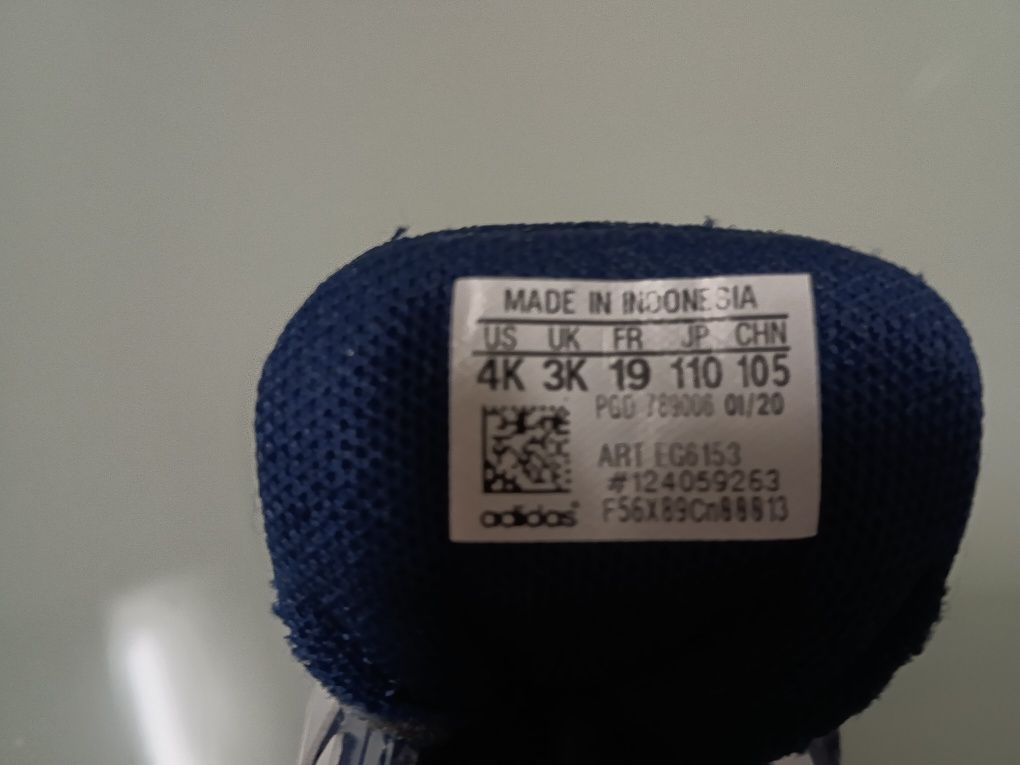 MADE IN INDONESIA
US UK FR JP CHN
4K 3K 19 110 105
PGD 789006 01/20
ART EG6153
#124059263
adidas